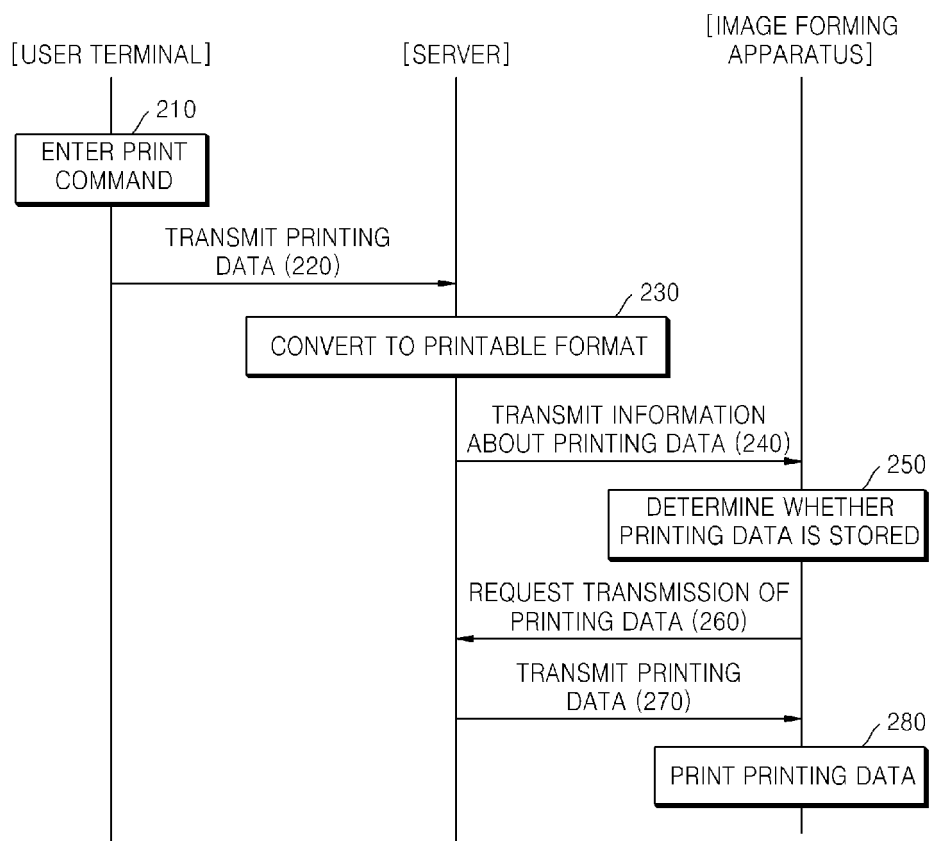 [USER TERMINAL]
[SERVER]
[IMAGE FORMING
APPARATUS]
210
ENTER PRINT
COMMAND
TRANSMIT PRINTING
DATA (220)
230
CONVERT TO PRINTABLE FORMAT
TRANSMIT INFORMATION
ABOUT PRINTING DATA (240)
250
DETERMINE WHETHER
PRINTING DATA IS STORED
REQUEST TRANSMISSION OF
PRINTING DATA (260)
TRANSMIT PRINTING
DATA (270)
280
PRINT PRINTING DATA